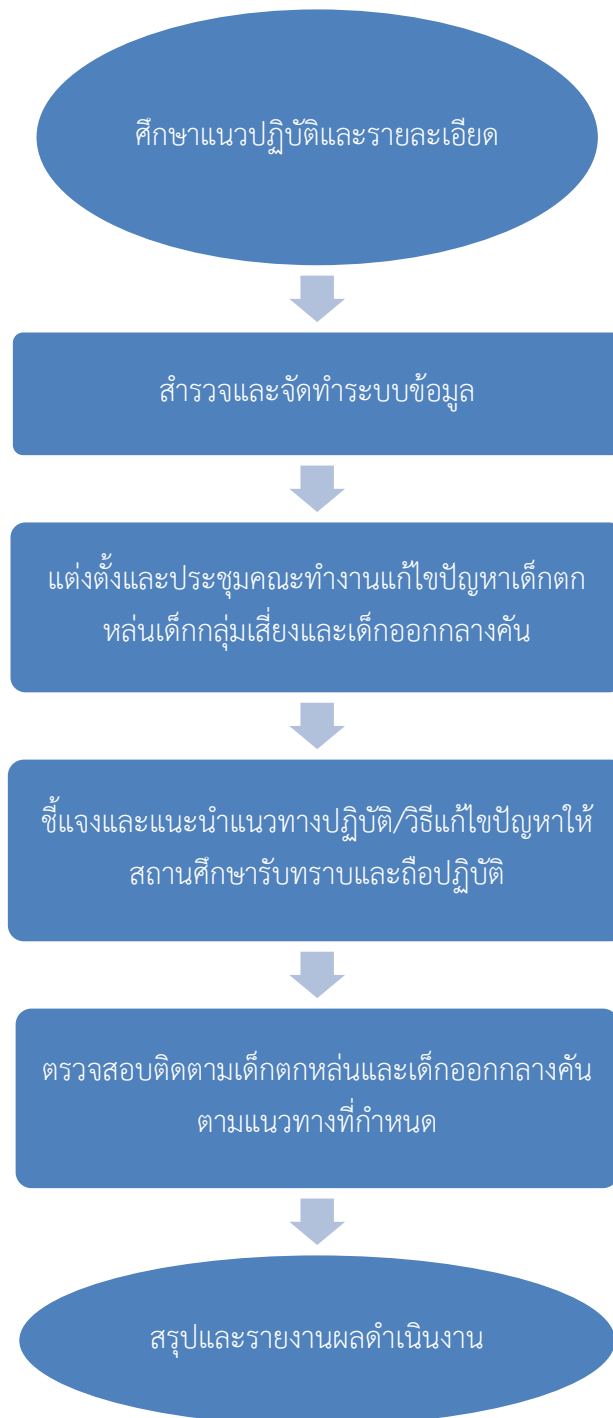 ศึกษาแนวปฏิบัติและรายละเอียด
สำรวจและจัดทำระบบข้อมูล
แต่งตั้งและประชุมคณะทำงานแก้ไขปัญหาเด็กตก
หล่นเด็กกลุ่มเสี่ยงและเด็กออกกลางคัน
ชี้แจงและแนะนำแนวทางปฏิบัติ/วิธีแก้ไขปัญหาให้
สถานศึกษารับทราบและถือปฏิบัติ
ตรวจสอบติดตามเด็กตกหล่นและเด็กออกกลางคัน
ตามแนวทางที่กำหนด
สรุปและรายงานผลดำเนินงาน